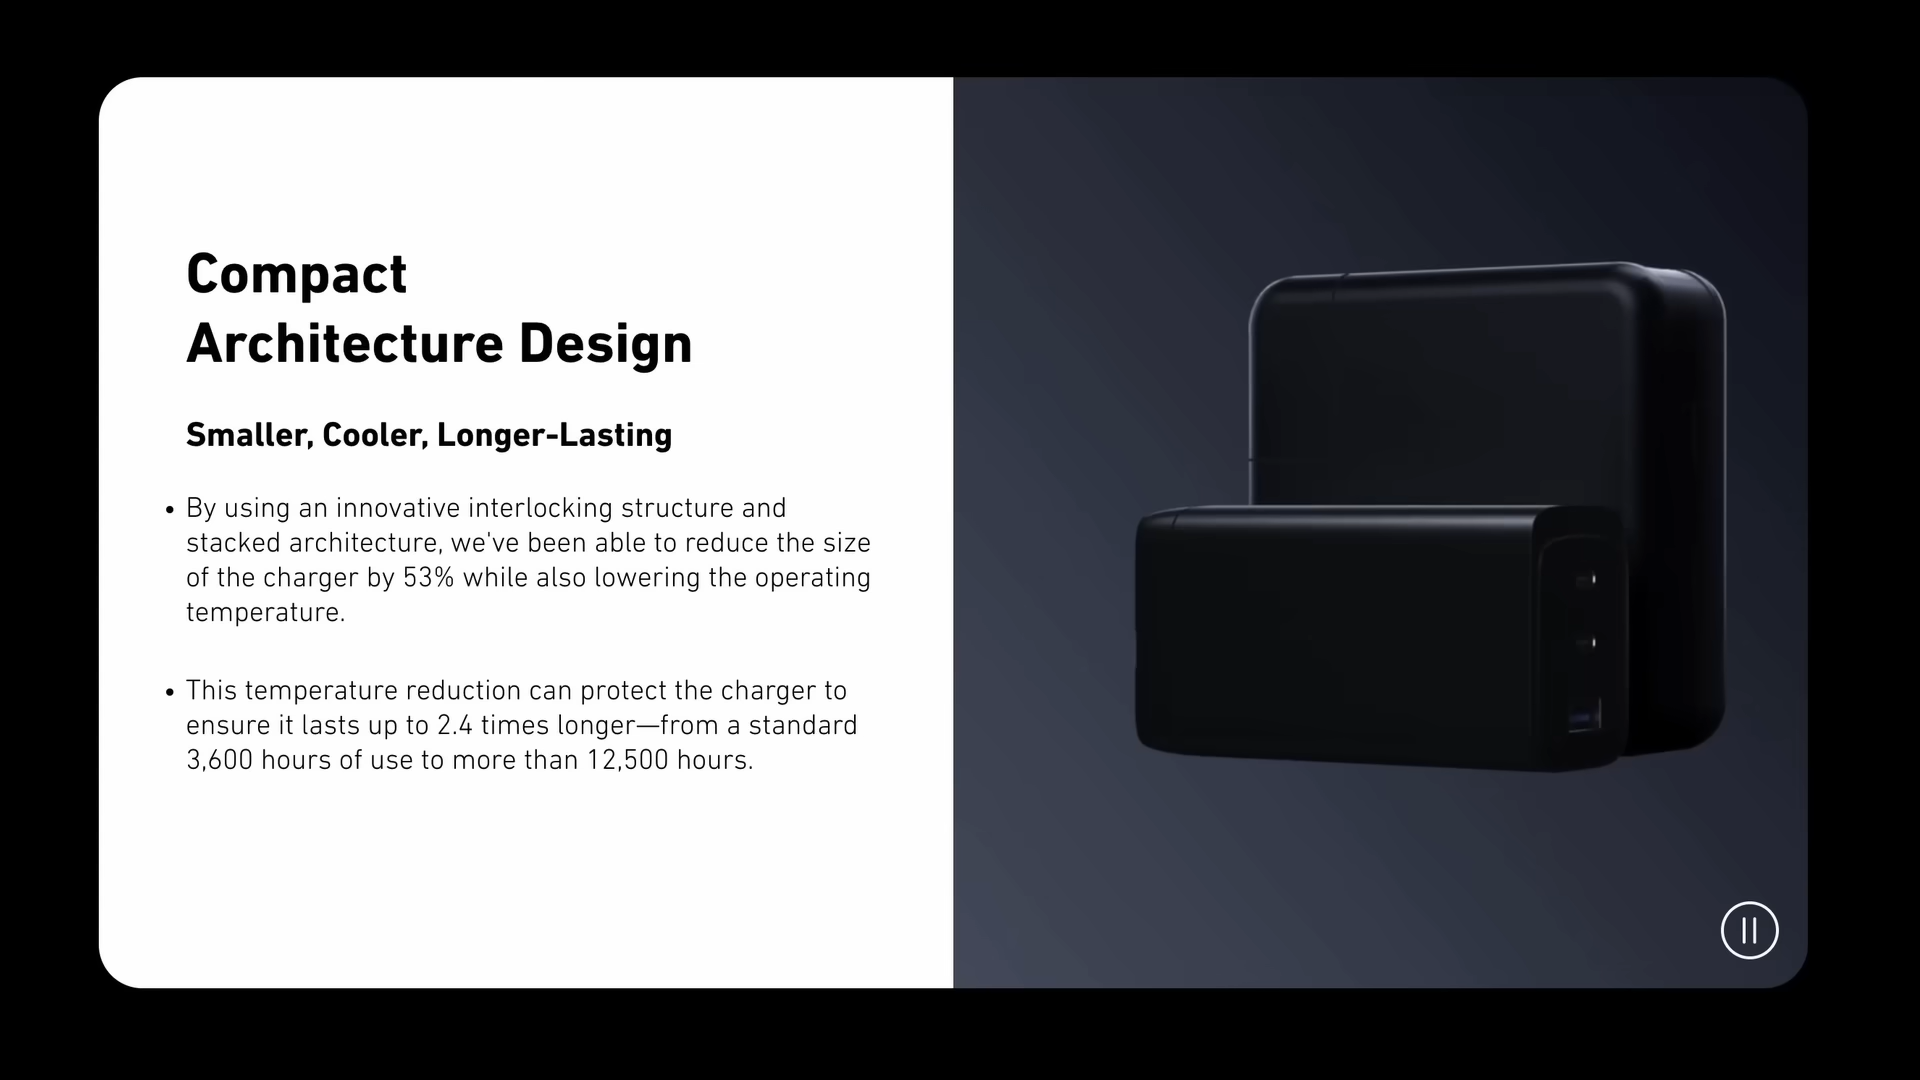 Compact
Architecture Design
Smaller, Cooler, Longer-Lasting
• By using an innovative interlocking structure and
stacked architecture, we've been able to reduce the size
of the charger by 53% while also lowering the operating
temperature.
• This temperature reduction can protect the charger to
ensure it lasts up to 2.4 times longer—from a standard
3,600 hours of use to more than 12,500 hours.